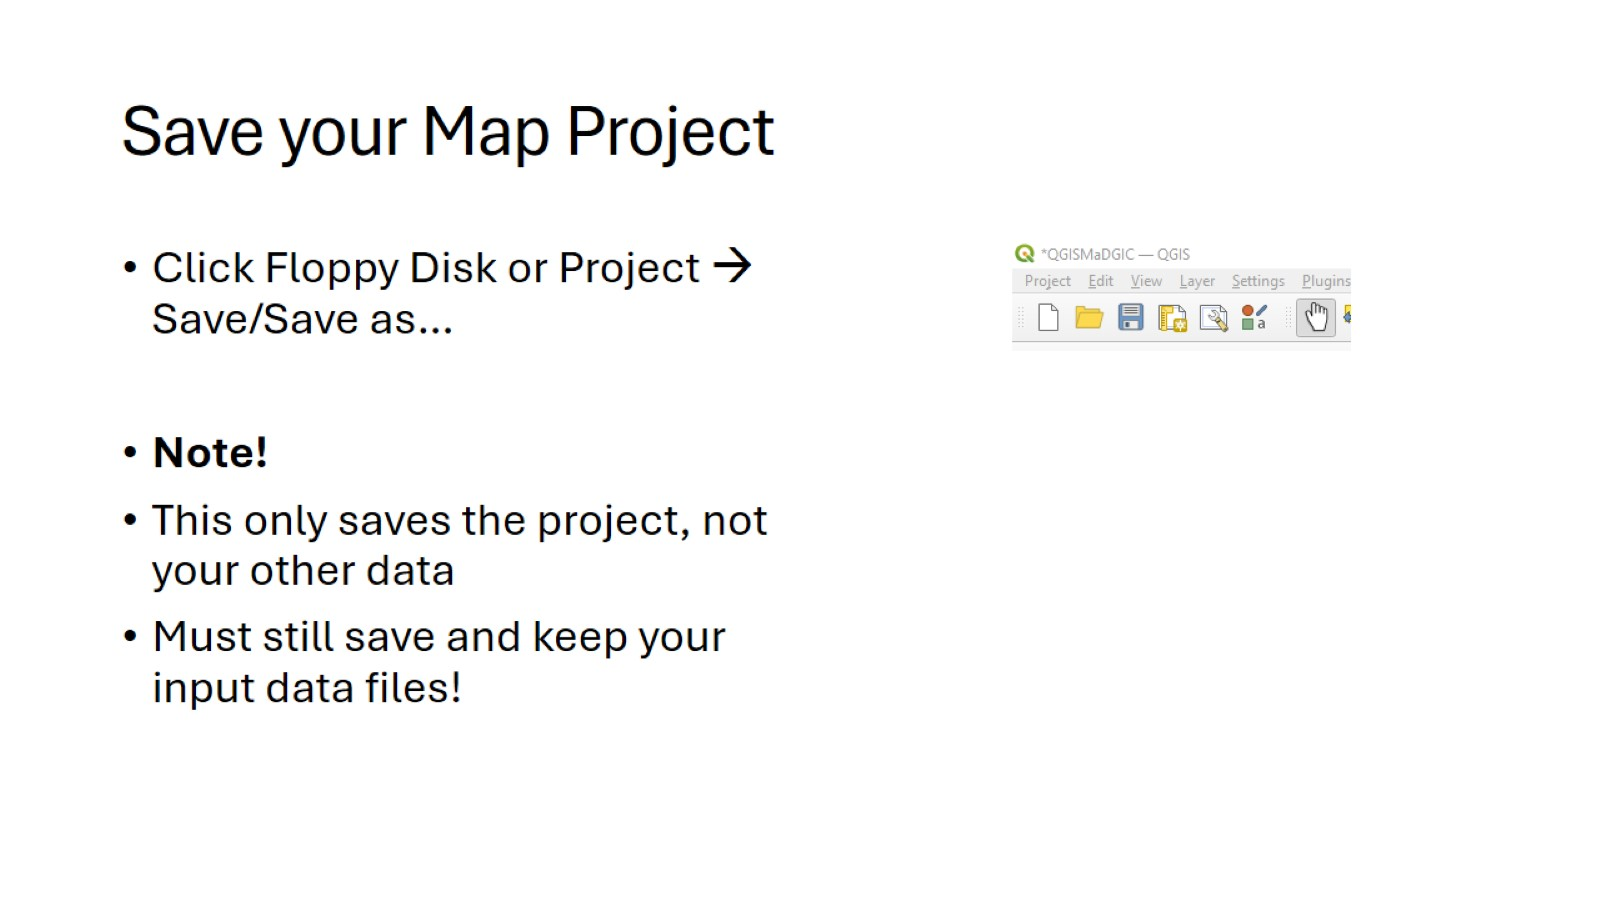 Save your Map Project
• Click Floppy Disk or Project →
Save/Save as...
• Note!
• This only saves the project, not
your other data
• Must still save and keep your
input data files!
*QGISMaDGIC — QGIS
Project Edit View Layer Settings Plugins
a